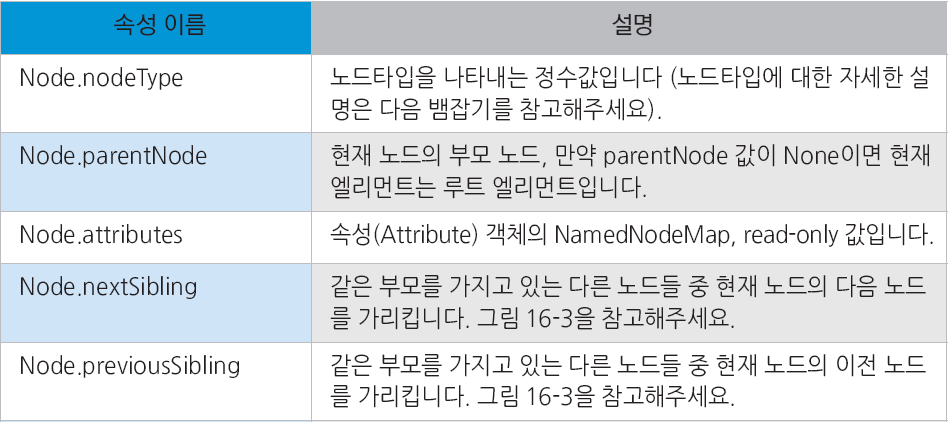 속성 이름
설명
Node.nodeType
노드타입을 나타내는 정수값입니다 (노드타입에 대한 자세한 설
명은 다음 뱀잡기를 참고해주세요).
Node.parentNode
현재 노드의 부모 노드, 만약 parentNode 값이 None이면 현재
엘리먼트는 루트 엘리먼트입니다.
Node.attributes
속성(Attribute) 객체의 NamedNodeMap, read-only 값입니다.
Node.nextSibling
같은 부모를 가지고 있는 다른 노드들 중 현재 노드의 다음 노드
를 가리킵니다. 그림 16-3을 참고해주세요.
Node.previousSibling
같은 부모를 가지고 있는 다른 노드들 중 현재 노드의 이전 노드
를 가리킵니다. 그림 16-3을 참고해주세요.